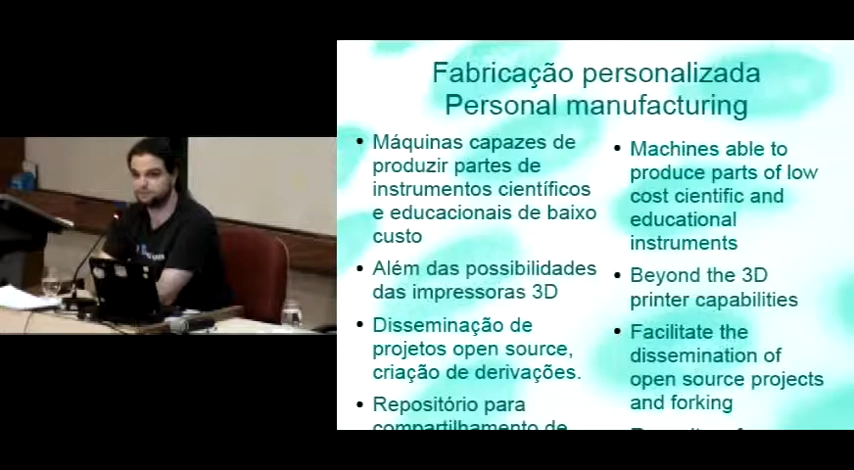 Fabricação personalizada
Personal manufacturing
Máquinas capazes de
produzir partes de
instrumentos científicos
e educacionais de baixo
custo
Além das possibilidades
das impressoras 3D
Disseminação de
projetos open source,
criação de derivações.
Repositório para
compartilhamento de
Machines able to
produce parts of low
cost cientific and
educational
instruments
Beyond the 3D
printer capabilities
Facilitate the
dissemination of
open source projects
and forking